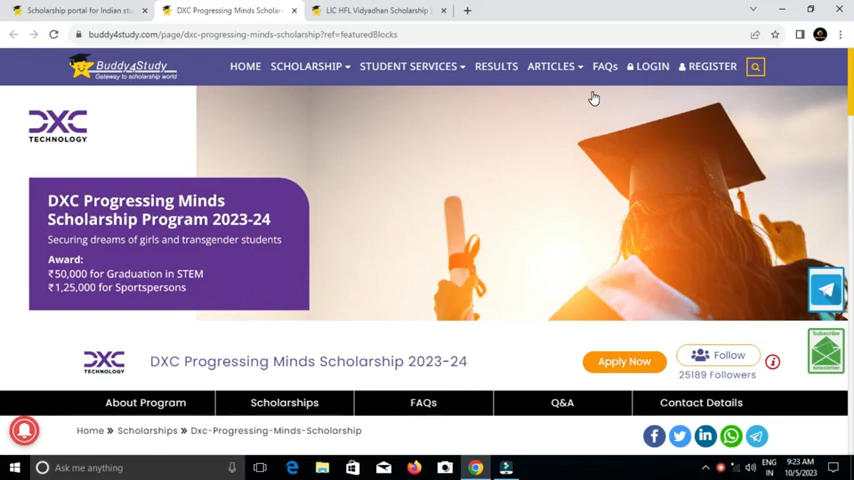 Scholarship portal for Indian stu
DXC Progressing Minds Scholars
LIC HFL Vidyadhan Scholarship
buddy4study.com/page/dxc-progressing-minds-scholarship?ref=featuredBlocks
Buddy4Study
Gateway to scholarship world
HOME SCHOLARSHIP STUDENT SERVICES RESULTS ARTICLES FAQs LOGIN REGISTER
DXC
TECHNOLOGY
DXC Progressing Minds
Scholarship Program 2023-24
Securing dreams of girls and transgender students
Award:
₹50,000 for Graduation in STEM
₹1,25,000 for Sportspersons
Subscribe
Newsletter
DXC
TECHNOLOGY
DXC Progressing Minds Scholarship 2023-24
Apply Now
Follow
25189 Followers
About Program Scholarships FAQs Q&A Contact Details
Home » Scholarships » Dxc-Progressing-Minds-Scholarship
Ask me anything
ENG
IN
9:23 AM
10/5/2023